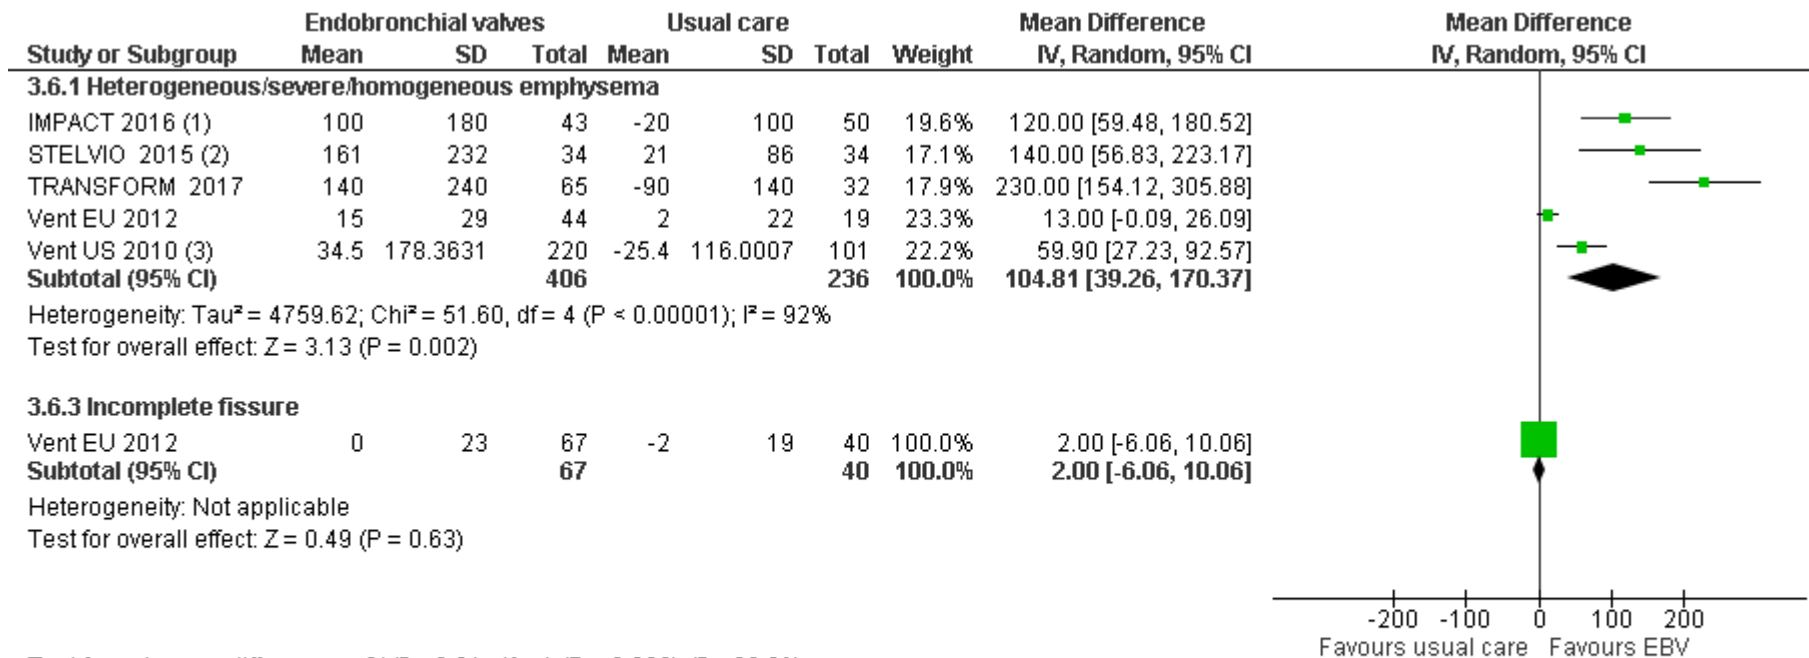 Endobronchial valves Usual care Mean Difference Mean Difference
Study or Subgroup Mean SD Total Mean SD Total Weight IV, Random, 95% CI IV, Random, 95% CI
3.6.1 Heterogeneous/severe/homogeneous emphysema
IMPACT 2016 (1) 100 180 43 -20 100 50 19.6% 120.00 [59.48, 180.52]
STELVIO 2015 (2) 161 232 34 21 86 34 17.1% 140.00 [56.83, 223.17]
TRANSFORM 2017 140 240 65 -90 140 32 17.9% 230.00 [154.12, 305.88]
Vent EU 2012 15 29 44 2 22 19 23.3% 13.00 [-0.09, 26.09]
Vent US 2010 (3) 34.5 178.3631 220 -25.4 116.0007 101 22.2% 59.90 [27.23, 92.57]
Subtotal (95% CI) 406 236 100.0% 104.81 [39.26, 170.37]
Heterogeneity: Tau² = 4759.62; Chi² = 51.60, df = 4 (P < 0.00001); I² = 92%
Test for overall effect: Z = 3.13 (P = 0.002)
3.6.3 Incomplete fissure
Vent EU 2012 0 23 67 -2 19 40 100.0% 2.00 [-6.06, 10.06]
Subtotal (95% CI) 67 40 100.0% 2.00 [-6.06, 10.06]
Heterogeneity: Not applicable
Test for overall effect: Z = 0.49 (P = 0.63)
-200 -100 0 100 200
Favours usual care Favours EBV